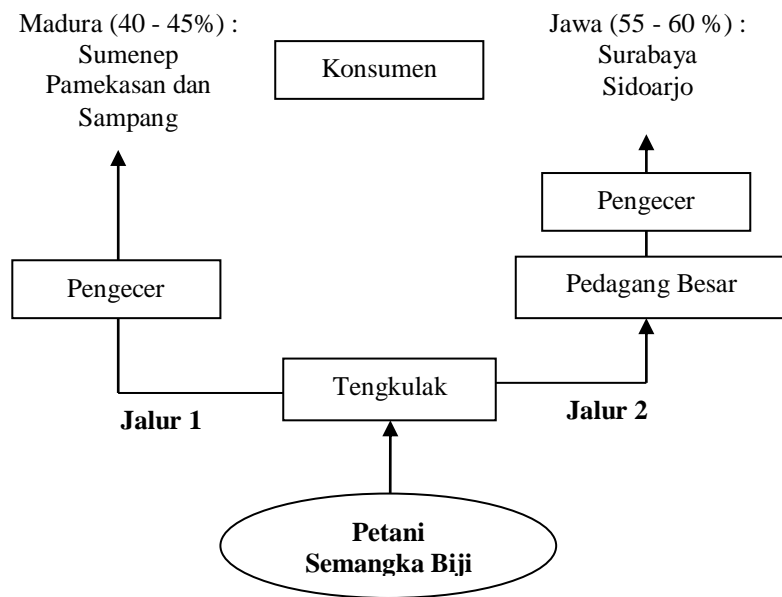 Madura (40 - 45%) :
Sumenep
Pamekasan dan
Sampang
Konsumen
Jawa (55 - 60 %) :
Surabaya
Sidoarjo
Pengecer
Pengecer
Pedagang Besar
Tengkulak
Jalur 1
Jalur 2
Petani
Semangka Biji